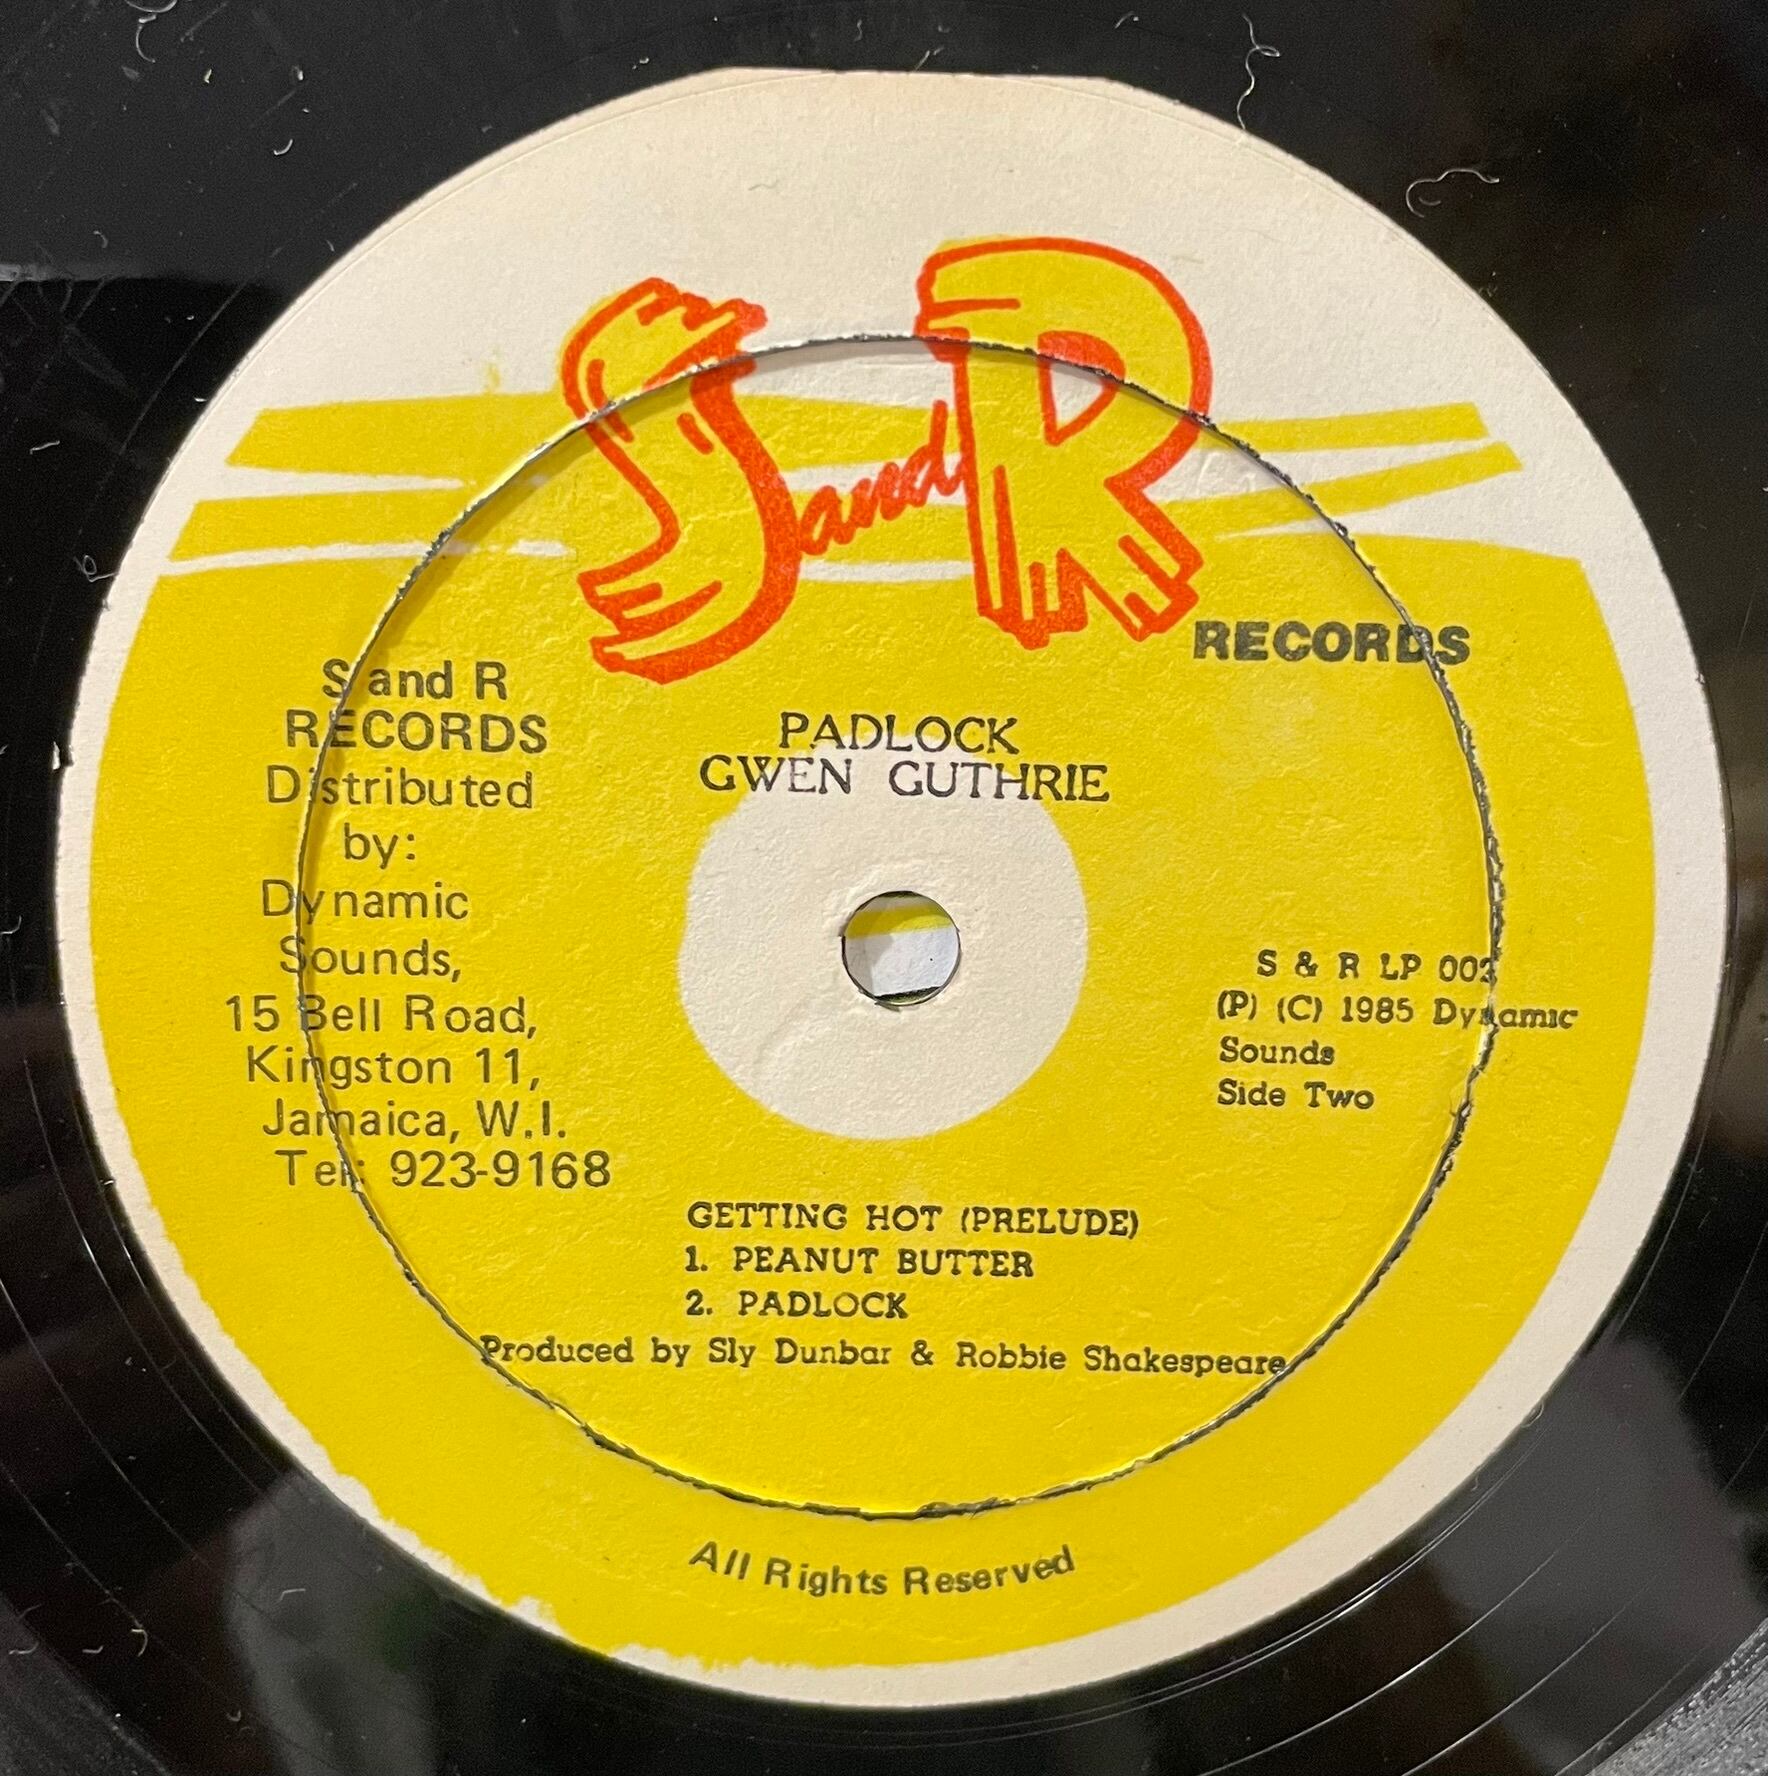 S and R
RECORDS
S and R
RECORDS
Distributed
by:
Dynamic
Sounds,
15 Bell Road,
Kingston 11,
Jamaica, W.I.
Tel: 923-9168
PADLOCK
GWEN GUTHRIE
S & R LP
(P) (C) 1985 Dynamic
Sounds
Side Two
GETTING HOT (PRELUDE)
1. PEANUT BUTTER
2. PADLOCK
Produced by Sly Dunbar & Robbie Shakespeare
All Rights Reserved